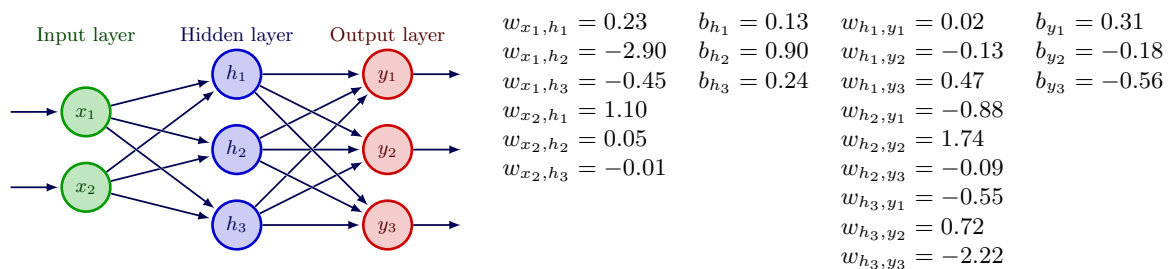 Input layer
Hidden layer
Output layer
x₁
x₂
h₁
h₂
h₃
y₁
y₂
y₃
w_{x₁,h₁} = 0.23
w_{x₁,h₂} = −2.90
w_{x₁,h₃} = −0.45
w_{x₂,h₁} = 1.10
w_{x₂,h₂} = 0.05
w_{x₂,h₃} = −0.01
b_{h₁} = 0.13
b_{h₂} = 0.90
b_{h₃} = 0.24
w_{h₁,y₁} = 0.02
w_{h₁,y₂} = −0.13
w_{h₁,y₃} = 0.47
w_{h₂,y₁} = −0.88
w_{h₂,y₂} = 1.74
w_{h₂,y₃} = −0.09
w_{h₃,y₁} = −0.55
w_{h₃,y₂} = 0.72
w_{h₃,y₃} = −2.22
b_{y₁} = 0.31
b_{y₂} = −0.18
b_{y₃} = −0.56